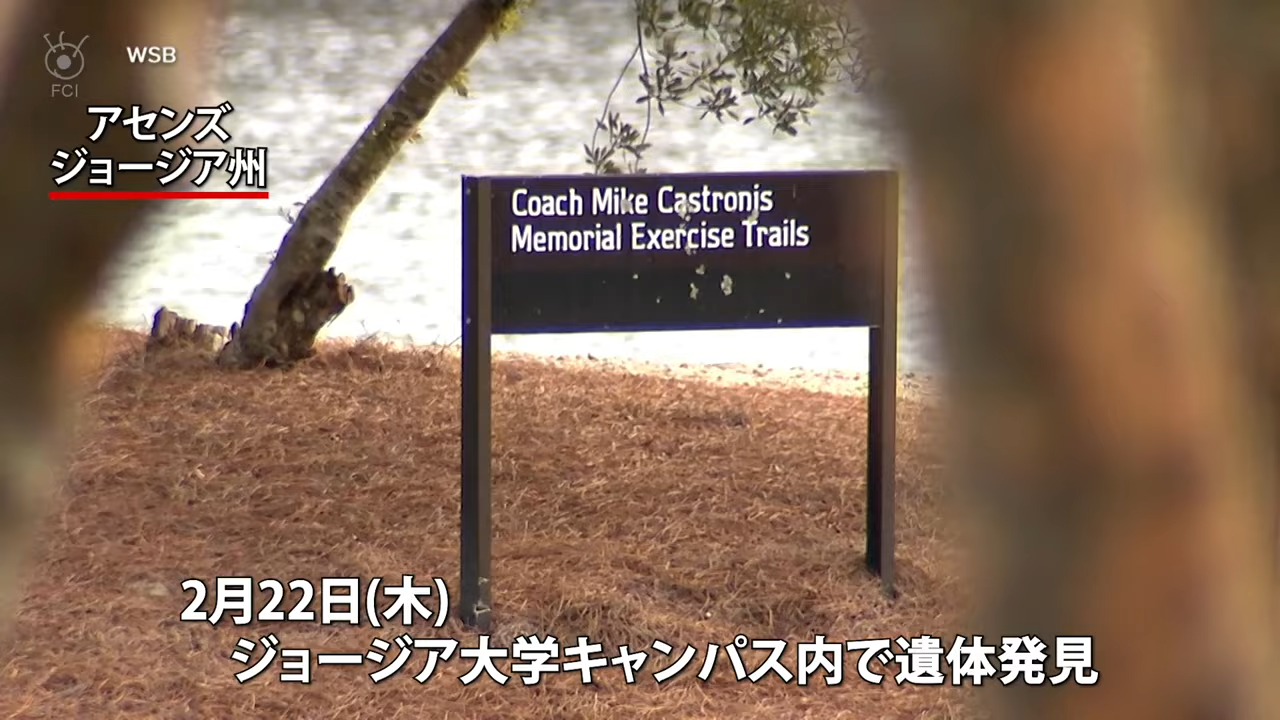 WSB
FCI
アセンズ
ジョージア州
Coach Mike Castronis
Memorial Exercise Trails
2月22日(木)
ジョージア大学キャンパス内で遺体発見